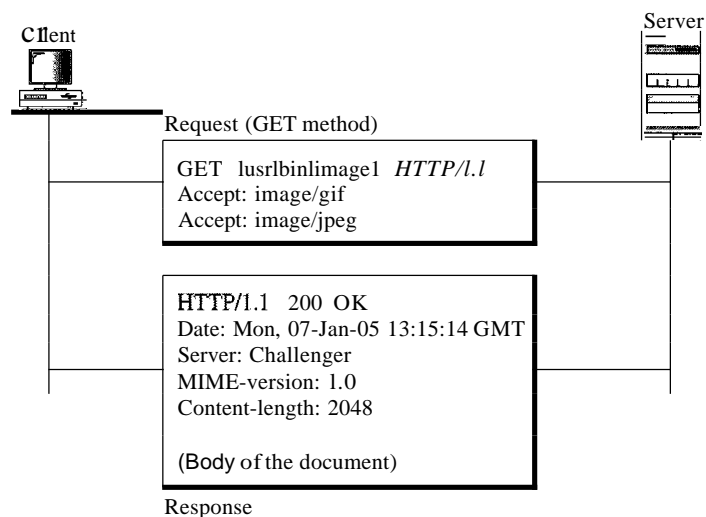 Client
Server
Request (GET method)
GET lusrlbinlimage1 HTTP/l.l
Accept: image/gif
Accept: image/jpeg
HTTP/1.1 200 OK
Date: Mon, 07-Jan-05 13:15:14 GMT
Server: Challenger
MIME-version: 1.0
Content-length: 2048
(Body of the document)
Response